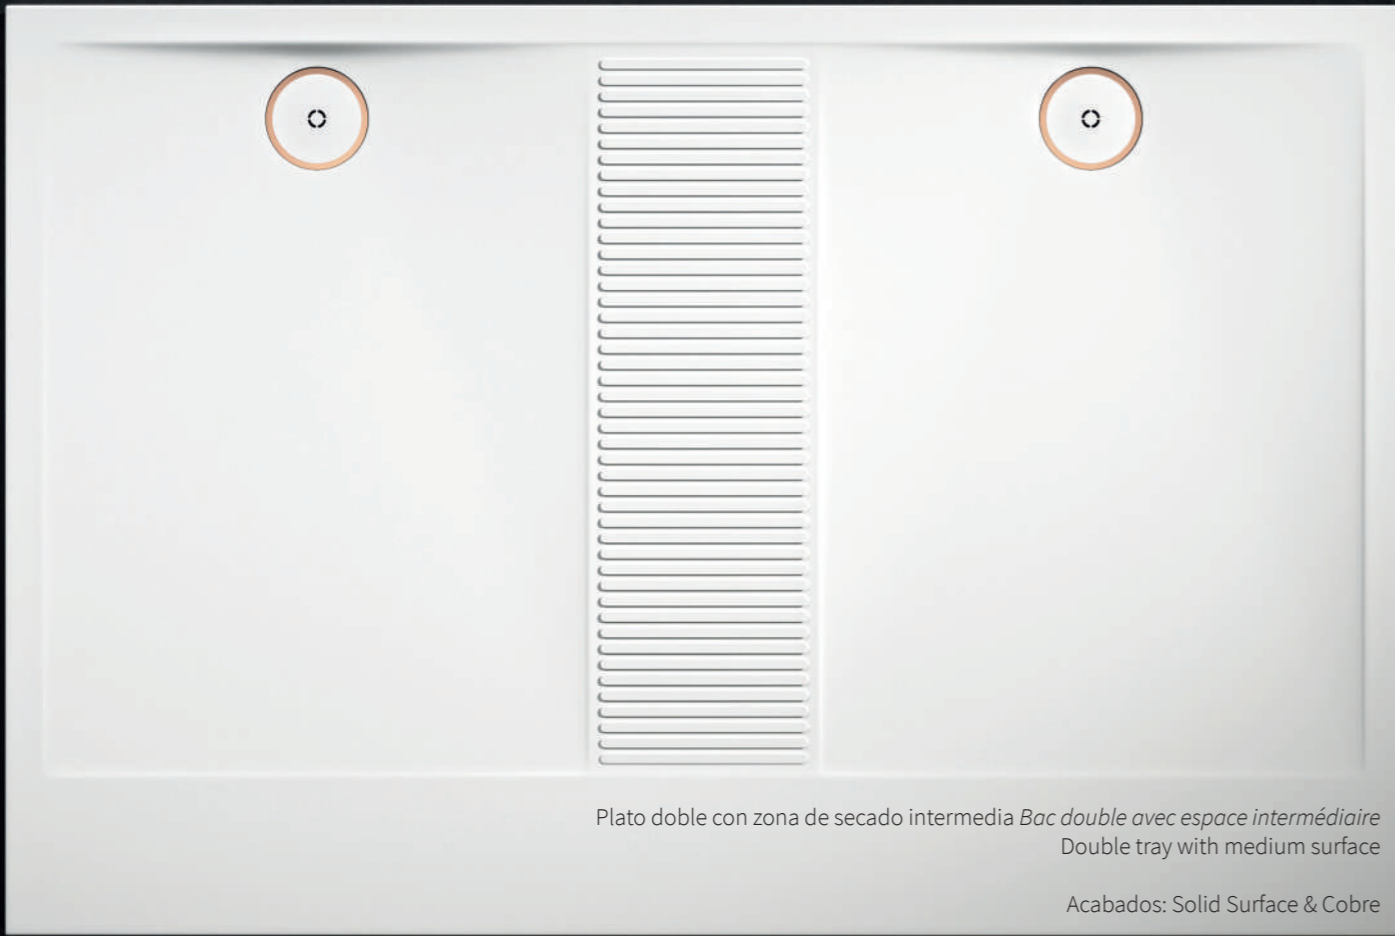 Plato doble con zona de secado intermedia Bac double avec espace intermédiaire
Double tray with medium surface
Acabados: Solid Surface & Cobre